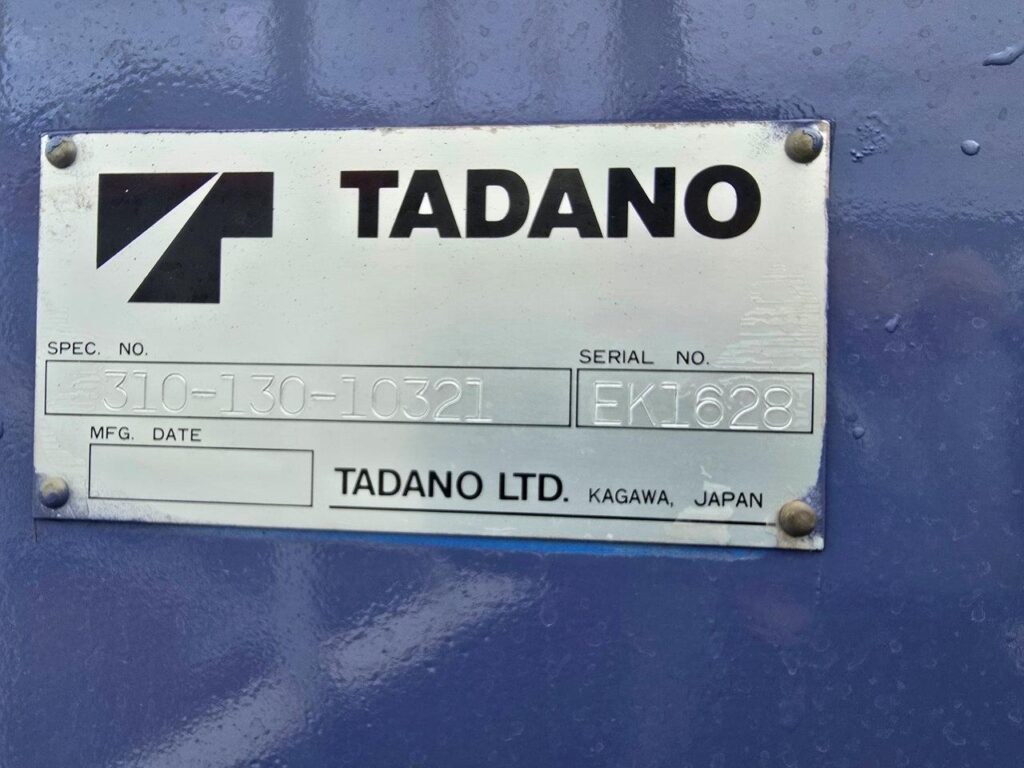 TADANO
SPEC. NO.
310-130-10321
SERIAL NO.
EK1628
MFG. DATE
TADANO LTD. KAGAWA, JAPAN